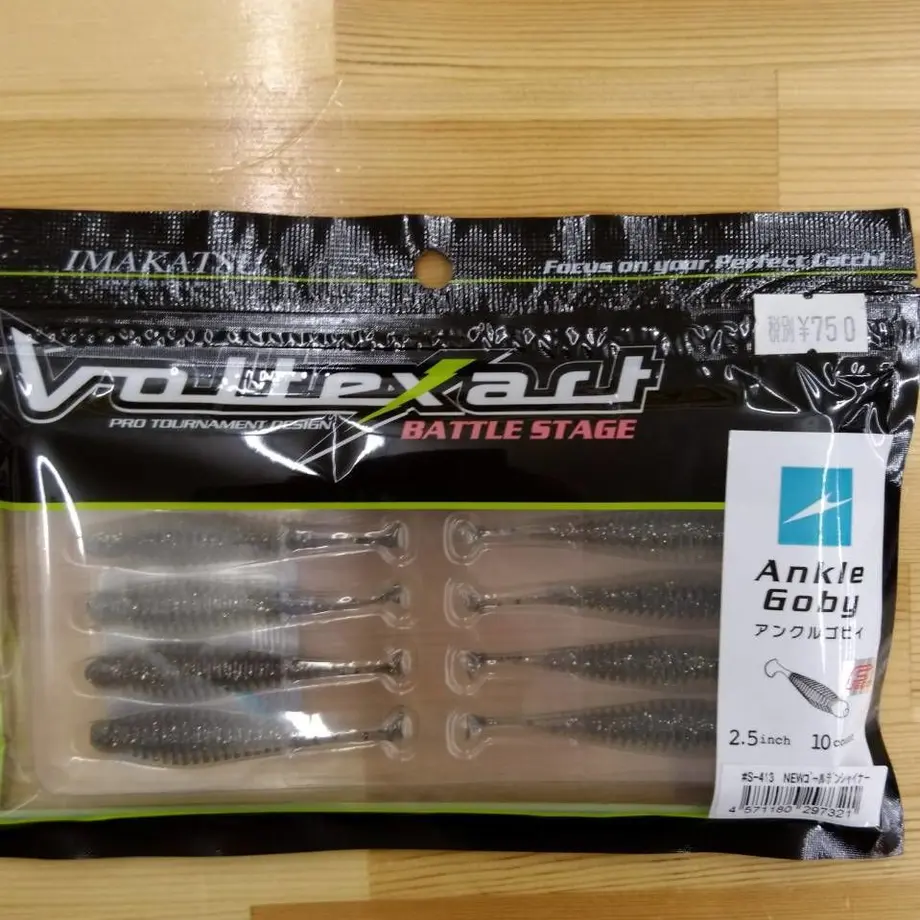 IMAKATSU
Focus on your Perfect Catch!
税別 ¥750
Voltexart
PRO TOURNAMENT DESIGN
BATTLE STAGE
Ankle
Goby
アンクルゴビィ
2.5inch 10 count
#S-413 NEWゴールデンシャイナー
4 571180 297321